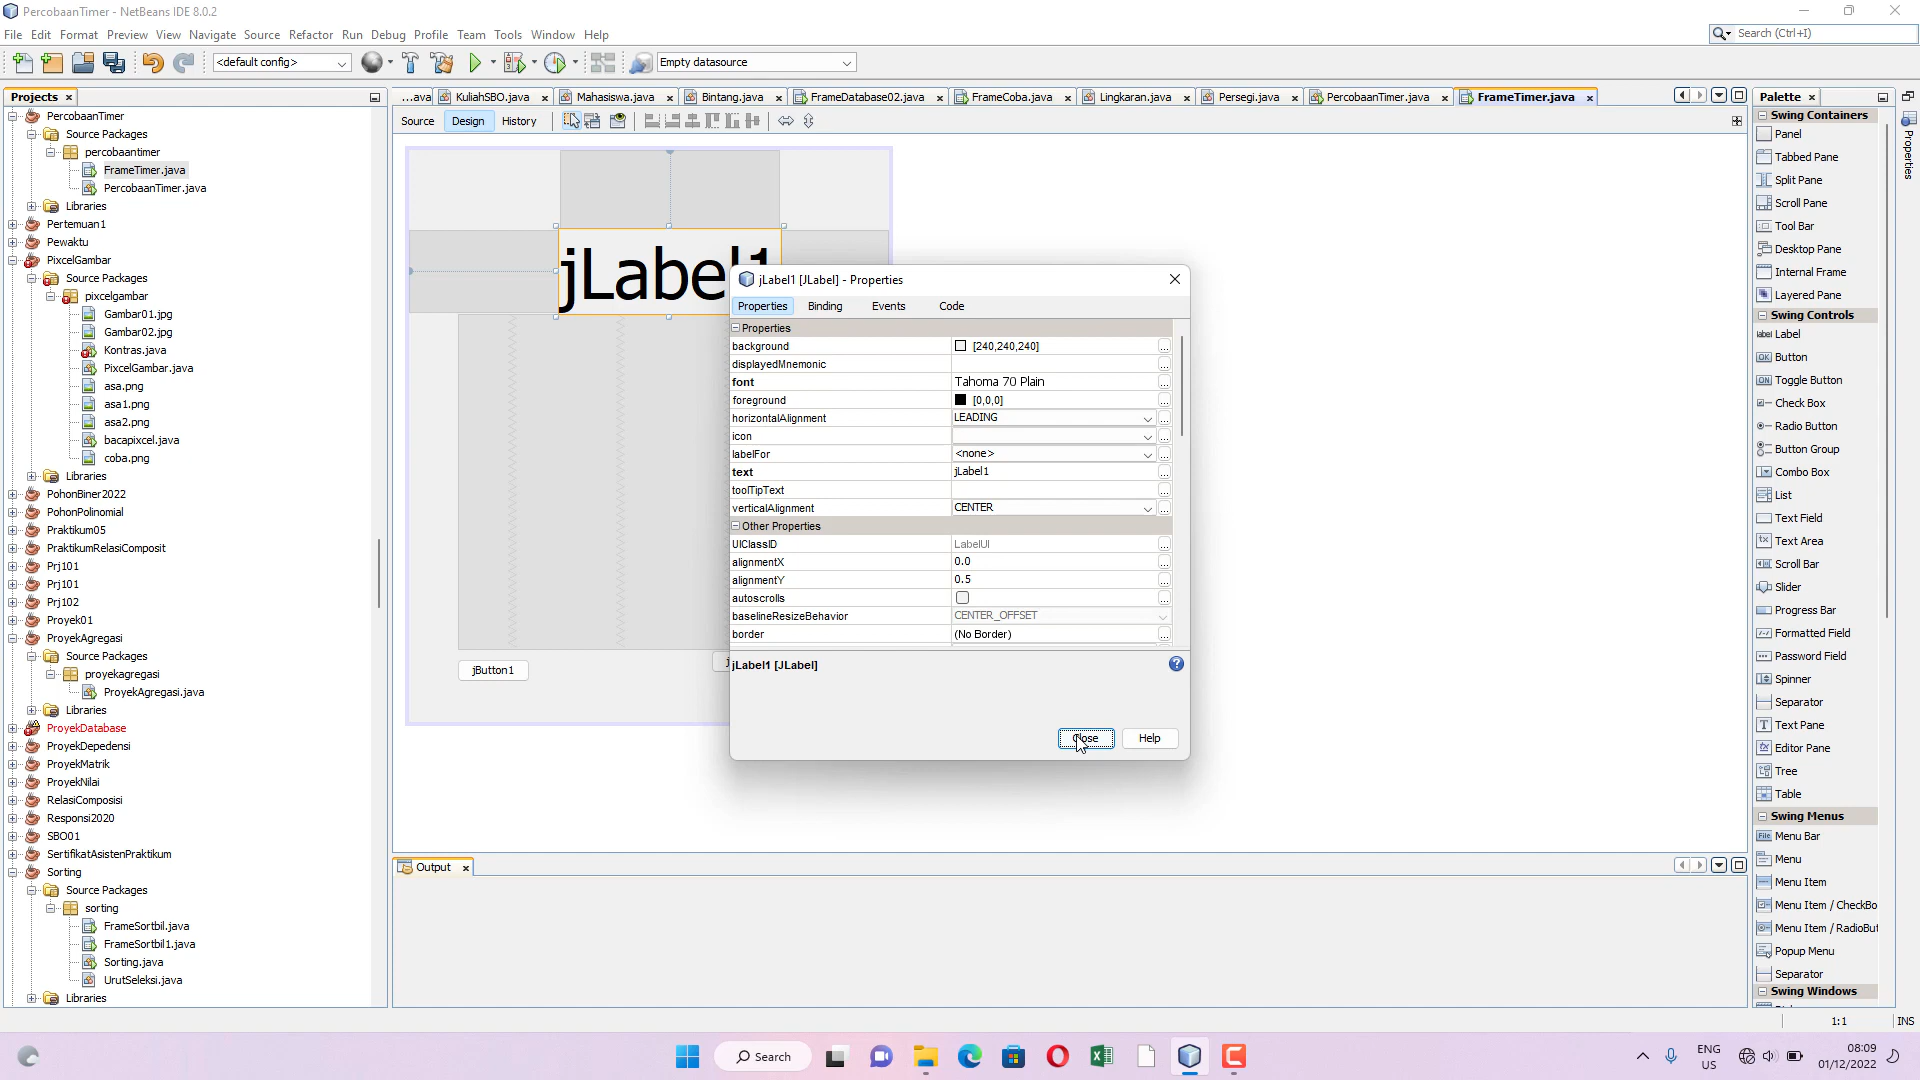 PercobaanTimer - NetBeans IDE 8.0.2
File Edit Format Preview View Navigate Source Refactor Run Debug Profile Team Tools Window Help
Search (Ctrl+I)
<default config>
Empty datasource
Projects
...ava KuliahSBO.java Mahasiswa.java Bintang.java FrameDatabase02.java FrameCoba.java Lingkaran.java Persegi.java PercobaanTimer.java FrameTimer.java
Source Design History
PercobaanTimer
Source Packages
percobaantimer
FrameTimer.java
PercobaanTimer.java
Libraries
Pertemuan1
Pewaktu
PixcelGambar
Source Packages
pixcelgambar
Gambar01.jpg
Gambar02.jpg
Kontras.java
PixcelGambar.java
asa.png
asa1.png
asa2.png
bacapixcel.java
coba.png
Libraries
PohonBiner2022
PohonPolinomial
Praktikum05
PraktikumRelasiComposit
Prj101
Prj101
Prj102
Proyek01
ProyekAgregasi
Source Packages
proyekagregasi
ProyekAgregasi.java
Libraries
ProyekDatabase
ProyekDepedensi
ProyekMatrik
ProyekNilai
RelasiComposisi
Responsi2020
SBO01
SertifikatAsistenPraktikum
Sorting
Source Packages
sorting
FrameSortbil.java
FrameSortbil1.java
Sorting.java
UrutSeleksi.java
Libraries
jLabel1
jButton1
jLabel1 [JLabel] - Properties
Properties Binding Events Code
Properties
background [240,240,240] ...
displayedMnemonic ...
font Tahoma 70 Plain ...
foreground [0,0,0] ...
horizontalAlignment LEADING ...
icon ...
labelFor <none> ...
text jLabel1 ...
toolTipText ...
verticalAlignment CENTER ...
Other Properties
UIClassID LabelUI ...
alignmentX 0.0 ...
alignmentY 0.5 ...
autoscrolls ...
baselineResizeBehavior CENTER_OFFSET
border (No Border) ...
jLabel1 [JLabel]
Close Help
Output
Palette
Swing Containers
Panel
Tabbed Pane
Split Pane
Scroll Pane
Tool Bar
Desktop Pane
Internal Frame
Layered Pane
Swing Controls
Label
Button
Toggle Button
Check Box
Radio Button
Button Group
Combo Box
List
Text Field
Text Area
Scroll Bar
Slider
Progress Bar
Formatted Field
Password Field
Spinner
Separator
Text Pane
Editor Pane
Tree
Table
Swing Menus
Menu Bar
Menu
Menu Item
Menu Item / CheckBo
Menu Item / RadioBut
Popup Menu
Separator
Swing Windows
Properties
1:1 INS
Search
ENG
US
08:09
01/12/2022